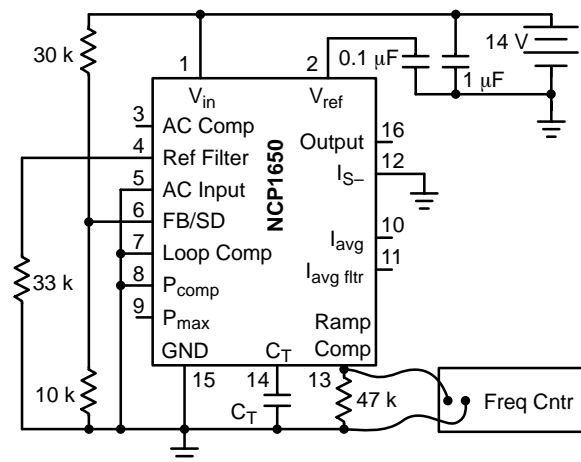 30 k
14 V
1
2
0.1 μF
1 μF
V_in
V_ref
3
AC Comp
4
Ref Filter
5
AC Input
6
FB/SD
7
Loop Comp
8
P_comp
9
P_max
GND
NCP1650
Output
16
I_S–
12
I_avg
10
I_avg fltr
11
Ramp
Comp
C_T
33 k
10 k
15
14
13
C_T
47 k
Freq Cntr